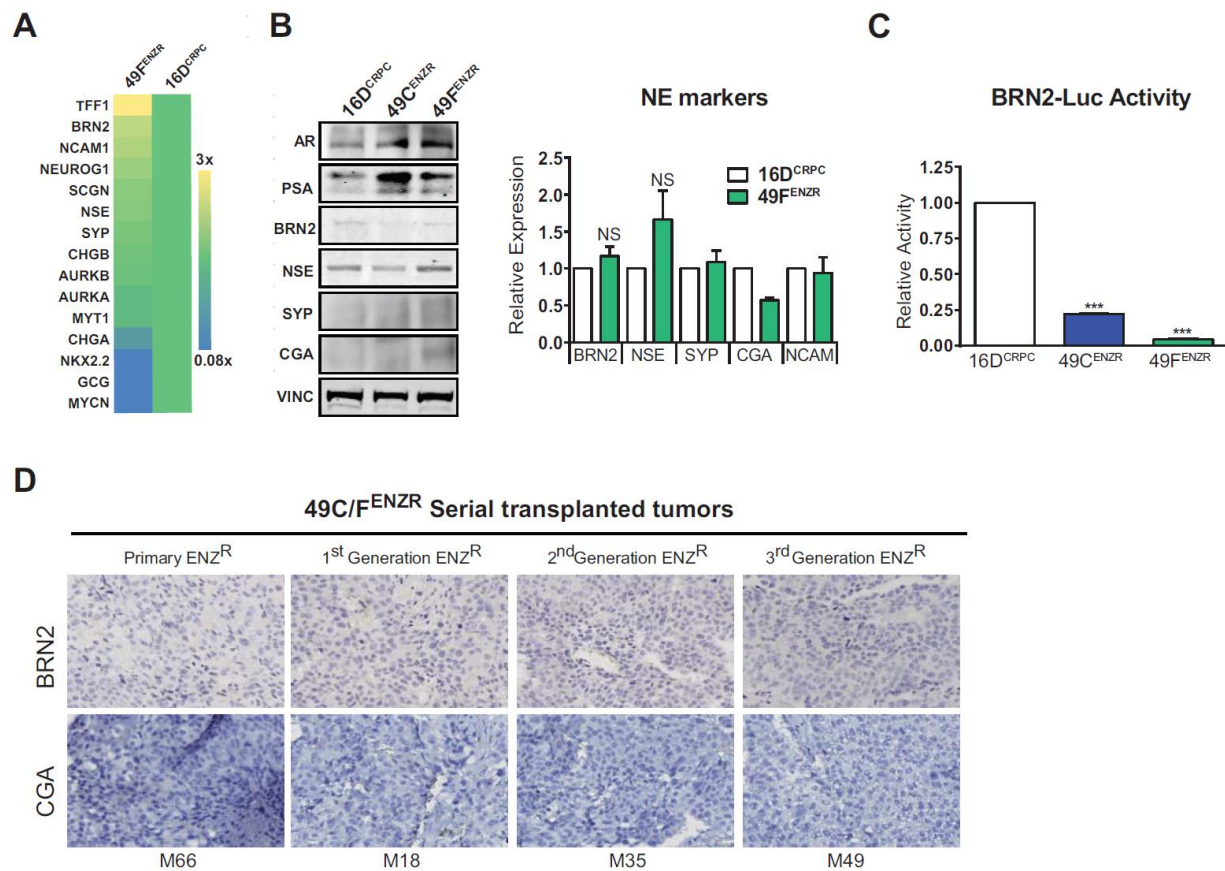 A
49F^ENZR 16D^CRPC
TFF1
BRN2
NCAM1
NEUROG1
SCGN
NSE
SYP
CHGB
AURKB
AURKA
MYT1
CHGA
NKX2.2
GCG
MYCN
3x
0.08x
B
16D^CRPC 49C^ENZR 49F^ENZR
AR
PSA
BRN2
NSE
SYP
CGA
VINC
NE markers
Relative Expression
2.5
2.0
1.5
1.0
0.5
0.0
NS
NS
16D^CRPC
49F^ENZR
BRN2 NSE SYP CGA NCAM
C
BRN2-Luc Activity
Relative Activity
1.25
1.00
0.75
0.50
0.25
0.00
***
***
16D^CRPC 49C^ENZR 49F^ENZR
D
49C/F^ENZR Serial transplanted tumors
Primary ENZ^R 1^st Generation ENZ^R 2^nd Generation ENZ^R 3^rd Generation ENZ^R
BRN2
CGA
M66 M18 M35 M49